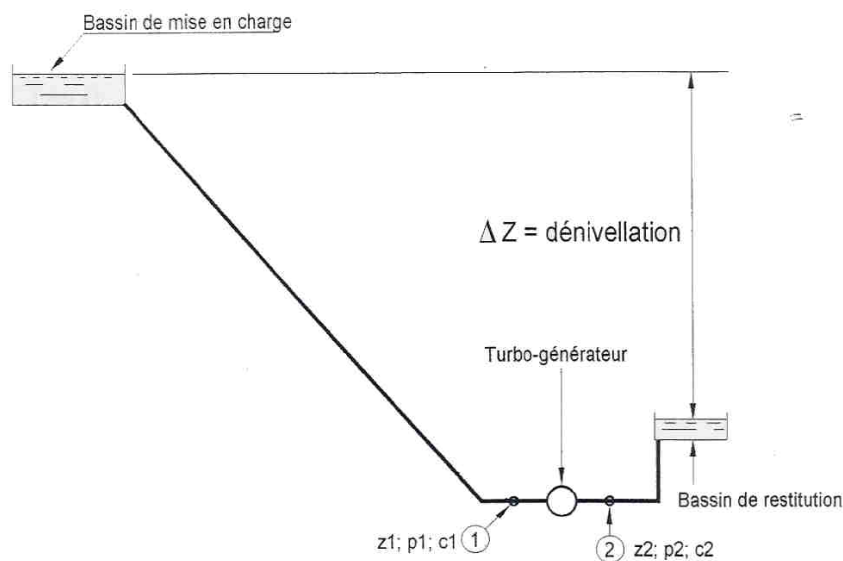 Bassin de mise en charge
Δ Z = dénivellation
Turbo-générateur
Bassin de restitution
z1; p1; c1 1
2 z2; p2; c2